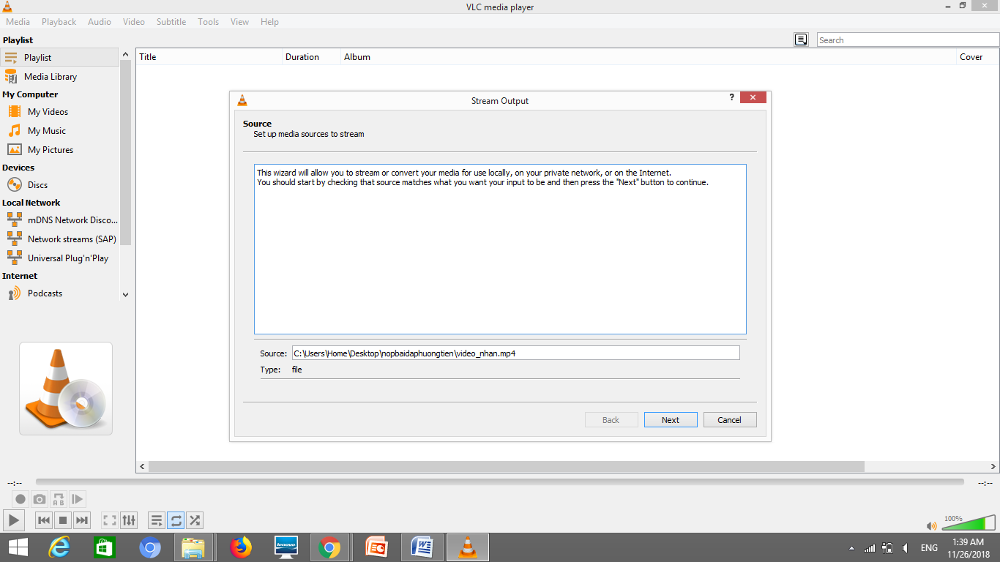 VLC media player
Media Playback Audio Video Subtitle Tools View Help
Playlist
Search
Playlist
Media Library
My Computer
My Videos
My Music
My Pictures
Devices
Discs
Local Network
mDNS Network Disco...
Network streams (SAP)
Universal Plug'n'Play
Internet
Podcasts
Title Duration Album Cover
Stream Output
?
Source
Set up media sources to stream
This wizard will allow you to stream or convert your media for use locally, on your private network, or on the Internet.
You should start by checking that source matches what you want your input to be and then press the "Next" button to continue.
Source: C:\Users\Home\Desktop\nopbaidaphuongtien\video_nhan.mp4
Type: file
Back Next Cancel
--:-- --:--
A B
100%
lenovo
ENG
1:39 AM
11/26/2018